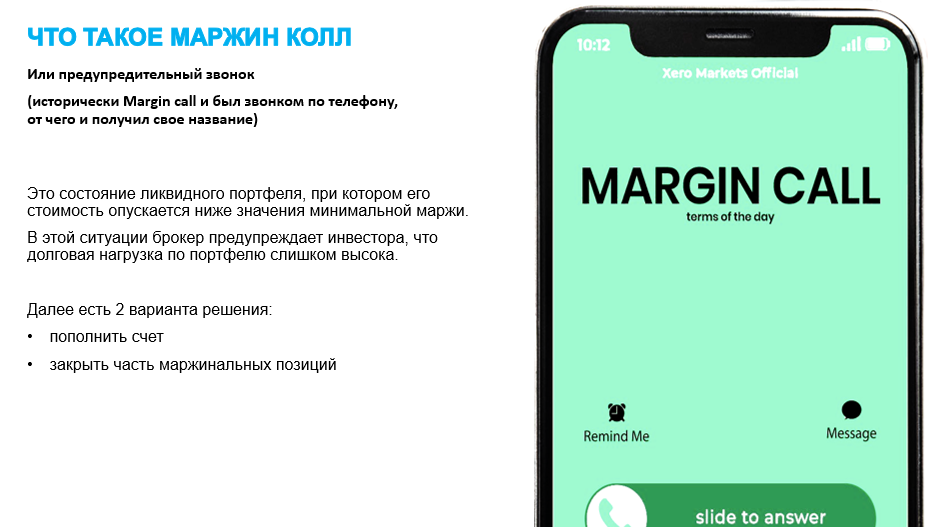 ЧТО ТАКОЕ МАРЖИН КОЛЛ
Или предупредительный звонок
(исторически Margin call и был звонком по телефону,
от чего и получил свое название)
Это состояние ликвидного портфеля, при котором его
стоимость опускается ниже значения минимальной маржи.
В этой ситуации брокер предупреждает инвестора, что
долговая нагрузка по портфелю слишком высока.
Далее есть 2 варианта решения:
• пополнить счет
• закрыть часть маржинальных позиций
10:12
Xero Markets Official
MARGIN CALL
terms of the day
Remind Me
Message
slide to answer